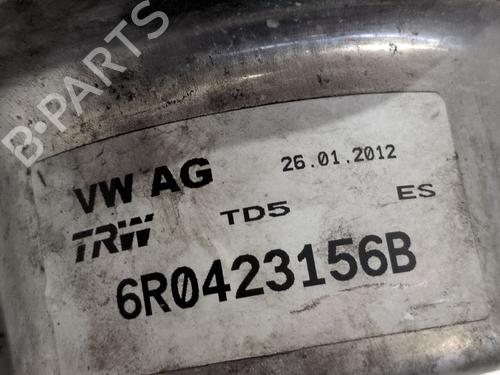 B-PARTS
VW AG 26.01.2012
TRW TD5 ES
6R0423156B